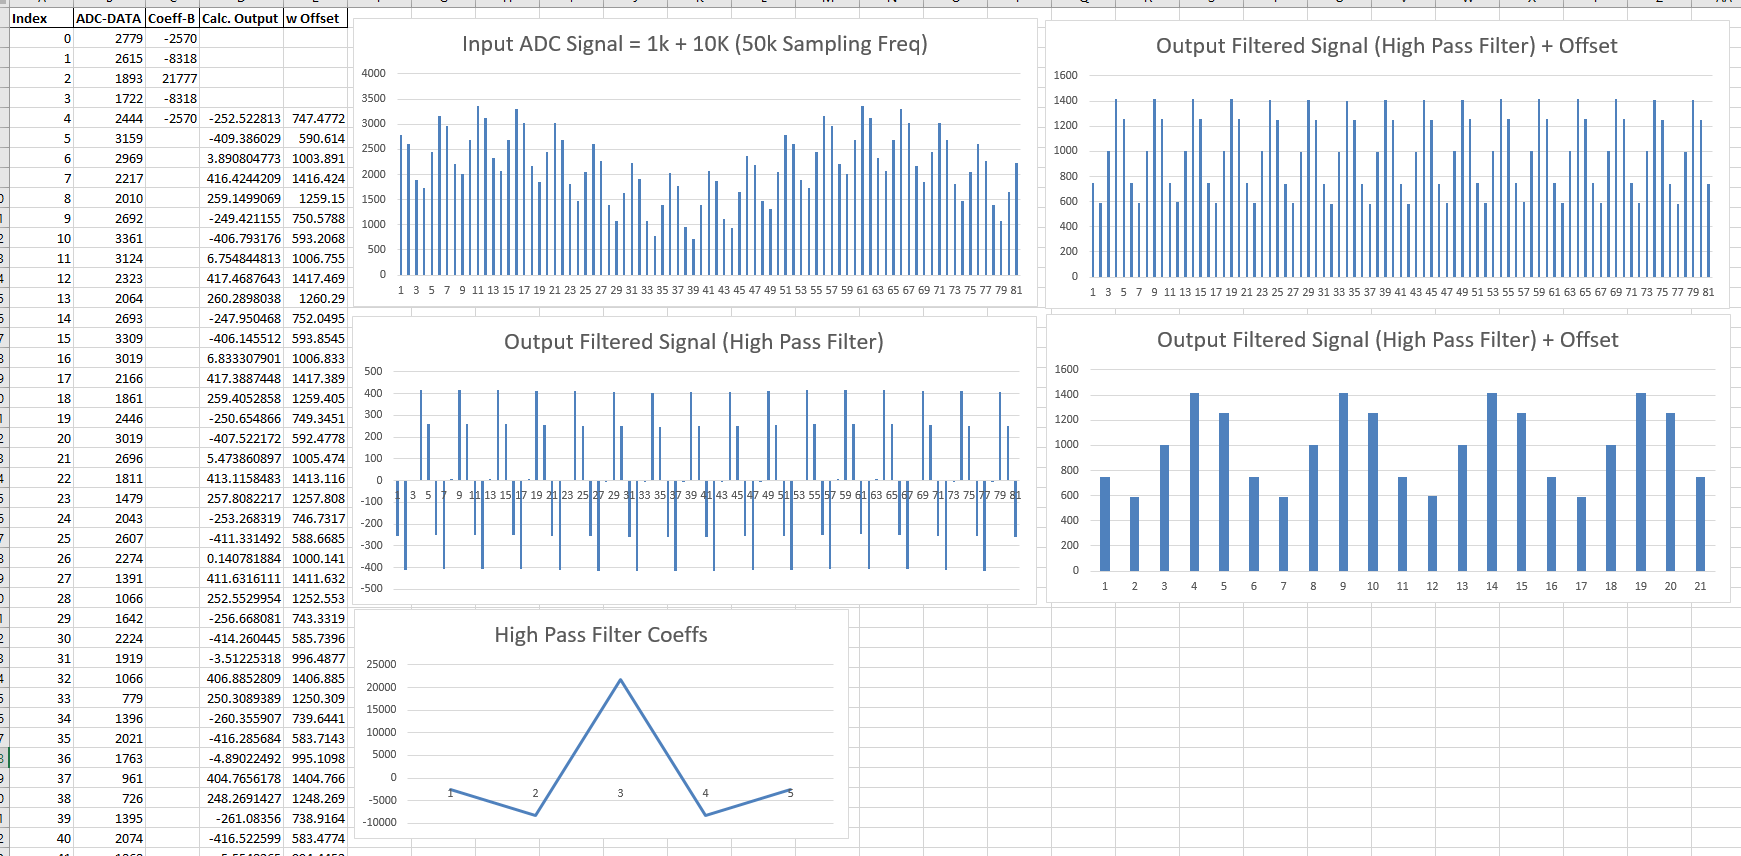 Index ADC-DATA Coeff-B Calc. Output w Offset
0 2779 -2570
1 2615 -8318
2 1893 21777
3 1722 -8318
4 2444 -2570 -252.522813 747.4772
5 3159 -409.386029 590.614
6 2969 3.890804773 1003.891
7 2217 416.4244209 1416.424
8 2010 259.1499069 1259.15
9 2692 -249.421155 750.5788
10 3361 -406.793176 593.2068
11 3124 6.754844813 1006.755
12 2323 417.4687643 1417.469
13 2064 260.2898038 1260.29
14 2693 -247.950468 752.0495
15 3309 -406.145512 593.8545
16 3019 6.833307901 1006.833
17 2166 417.3887448 1417.389
18 1861 259.4052858 1259.405
19 2446 -250.654866 749.3451
20 3019 -407.522172 592.4778
21 2696 5.473860897 1005.474
22 1811 413.1158483 1413.116
23 1479 257.8082217 1257.808
24 2043 -253.268319 746.7317
25 2607 -411.331492 588.6685
26 2274 0.140781884 1000.141
27 1391 411.6316111 1411.632
28 1066 252.5529954 1252.553
29 1642 -256.668081 743.3319
30 2224 -414.260445 585.7396
31 1919 -3.51225318 996.4877
32 1066 406.8852809 1406.885
33 779 250.3089389 1250.309
34 1396 -260.355907 739.6441
35 2021 -416.285684 583.7143
36 1763 -4.89022492 995.1098
37 961 404.7656178 1404.766
38 726 248.2691427 1248.269
39 1395 -261.08356 738.9164
40 2074 -416.522599 583.4774
Input ADC Signal = 1k + 10K (50k Sampling Freq)
4000
3500
3000
2500
2000
1500
1000
500
0
1 3 5 7 9 11 13 15 17 19 21 23 25 27 29 31 33 35 37 39 41 43 45 47 49 51 53 55 57 59 61 63 65 67 69 71 73 75 77 79 81
Output Filtered Signal (High Pass Filter) + Offset
1600
1400
1200
1000
800
600
400
200
0
1 3 5 7 9 11 13 15 17 19 21 23 25 27 29 31 33 35 37 39 41 43 45 47 49 51 53 55 57 59 61 63 65 67 69 71 73 75 77 79 81
Output Filtered Signal (High Pass Filter)
500
400
300
200
100
0
1 3 5 7 9 11 13 15 17 19 21 23 25 27 29 31 33 35 37 39 41 43 45 47 49 51 53 55 57 59 61 63 65 67 69 71 73 75 77 79 81
-100
-200
-300
-400
-500
Output Filtered Signal (High Pass Filter) + Offset
1600
1400
1200
1000
800
600
400
200
0
1 2 3 4 5 6 7 8 9 10 11 12 13 14 15 16 17 18 19 20 21
High Pass Filter Coeffs
25000
20000
15000
10000
5000
0
1 2 3 4 5
-5000
-10000